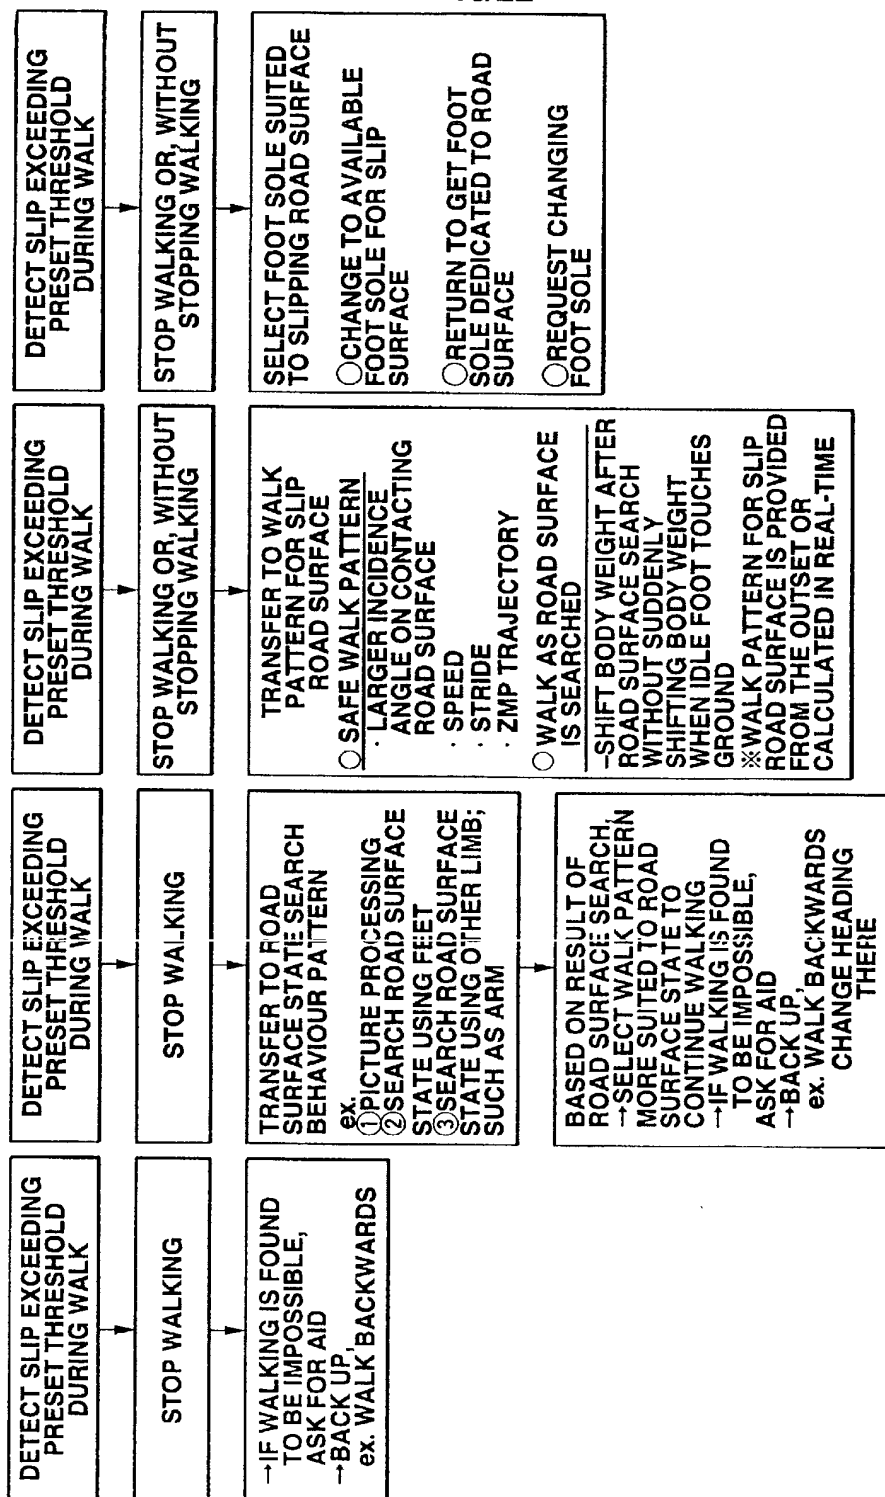 DETECT SLIP EXCEEDING
PRESET THRESHOLD
DURING WALK
STOP WALKING
→IF WALKING IS FOUND
TO BE IMPOSSIBLE,
ASK FOR AID
→BACK UP,
ex. WALK BACKWARDS
DETECT SLIP EXCEEDING
PRESET THRESHOLD
DURING WALK
STOP WALKING
TRANSFER TO ROAD
SURFACE STATE SEARCH
BEHAVIOUR PATTERN
ex.
①PICTURE PROCESSING
②SEARCH ROAD SURFACE
STATE USING FEET
③SEARCH ROAD SURFACE
STATE USING OTHER LIMB;
SUCH AS ARM
BASED ON RESULT OF
ROAD SURFACE SEARCH,
→SELECT WALK PATTERN
MORE SUITED TO ROAD
SURFACE STATE TO
CONTINUE WALKING
→IF WALKING IS FOUND
TO BE IMPOSSIBLE,
ASK FOR AID
→BACK UP,
ex. WALK BACKWARDS
CHANGE HEADING
THERE
DETECT SLIP EXCEEDING
PRESET THRESHOLD
DURING WALK
STOP WALKING OR, WITHOUT
STOPPING WALKING
TRANSFER TO WALK
PATTERN FOR SLIP
ROAD SURFACE
○ SAFE WALK PATTERN
· LARGER INCIDENCE
ANGLE ON CONTACTING
ROAD SURFACE
· SPEED
· STRIDE
· ZMP TRAJECTORY
○ WALK AS ROAD SURFACE
IS SEARCHED
–SHIFT BODY WEIGHT AFTER
ROAD SURFACE SEARCH
WITHOUT SUDDENLY
SHIFTING BODY WEIGHT
WHEN IDLE FOOT TOUCHES
GROUND
※WALK PATTERN FOR SLIP
ROAD SURFACE IS PROVIDED
FROM THE OUTSET OR
CALCULATED IN REAL-TIME
DETECT SLIP EXCEEDING
PRESET THRESHOLD
DURING WALK
STOP WALKING OR, WITHOUT
STOPPING WALKING
SELECT FOOT SOLE SUITED
TO SLIPPING ROAD SURFACE
○CHANGE TO AVAILABLE
FOOT SOLE FOR SLIP
SURFACE
○RETURN TO GET FOOT
SOLE DEDICATED TO ROAD
SURFACE
○REQUEST CHANGING
FOOT SOLE